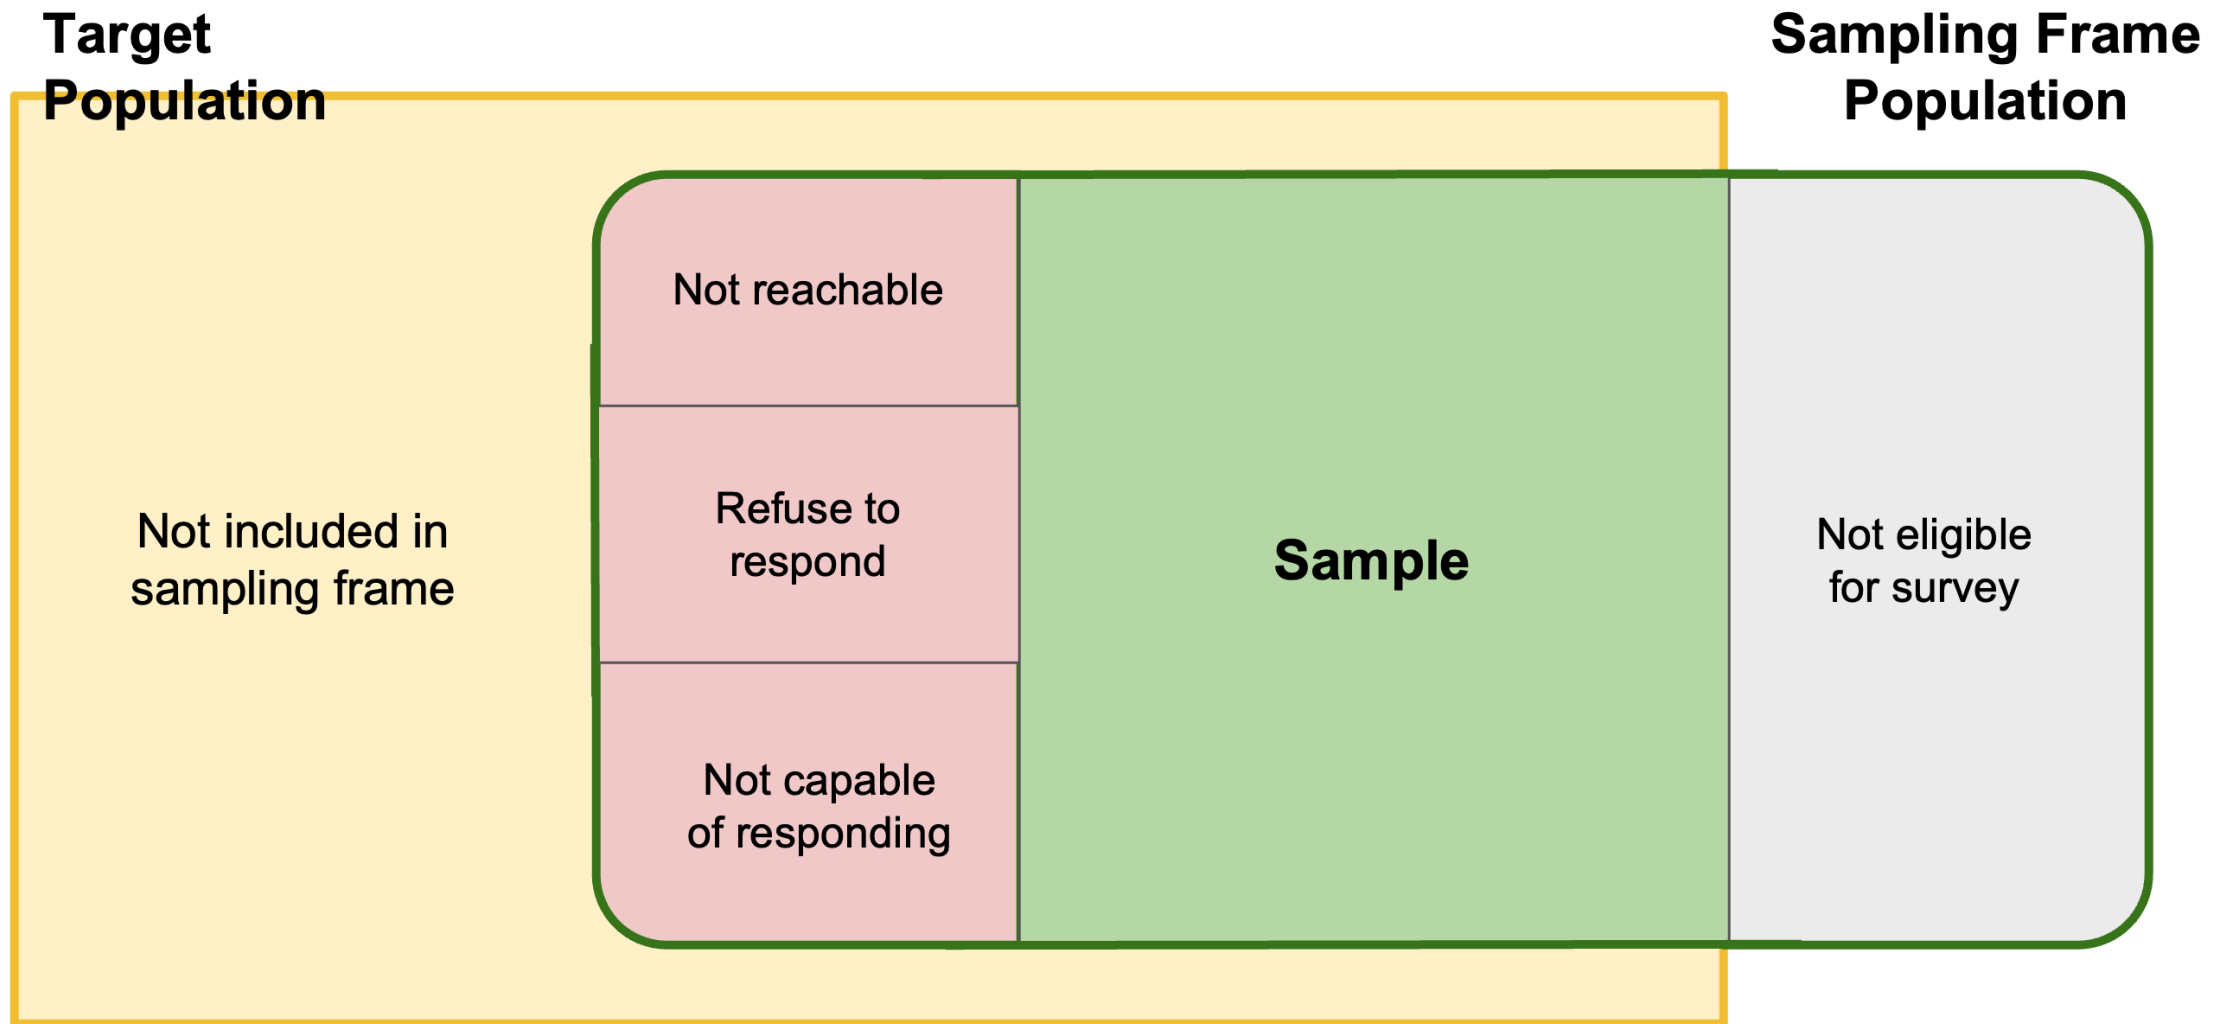 Target
Population
Sampling Frame
Population
Not included in
sampling frame
Not reachable
Refuse to
respond
Not capable
of responding
Sample
Not eligible
for survey